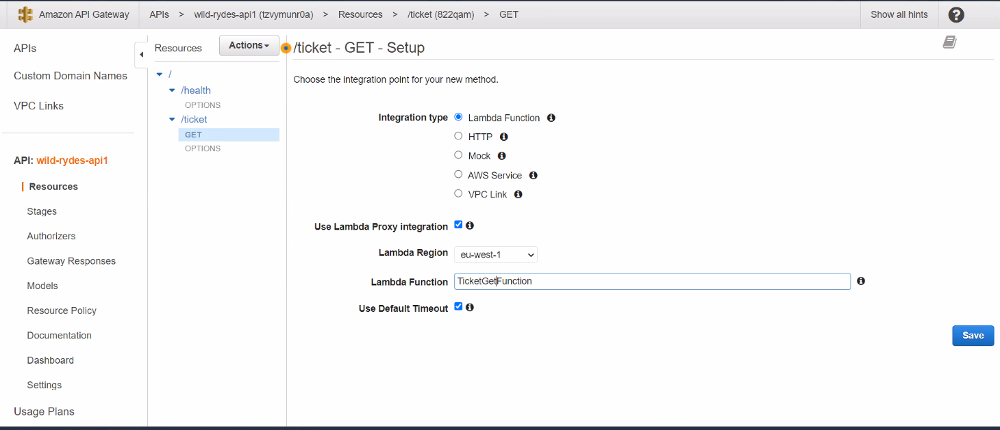 Amazon API Gateway APIs > wild-rydes-api1 (tzvymunr0a) > Resources > /ticket (822qam) > GET Show all hints ?
APIs
Custom Domain Names
VPC Links
API: wild-rydes-api1
Resources
Stages
Authorizers
Gateway Responses
Models
Resource Policy
Documentation
Dashboard
Settings
Usage Plans
Resources Actions
/
/health
OPTIONS
/ticket
GET
OPTIONS
/ticket - GET - Setup
Choose the integration point for your new method.
Integration type Lambda Function
HTTP
Mock
AWS Service
VPC Link
Use Lambda Proxy integration
Lambda Region eu-west-1
Lambda Function TicketGetFunction
Use Default Timeout
Save